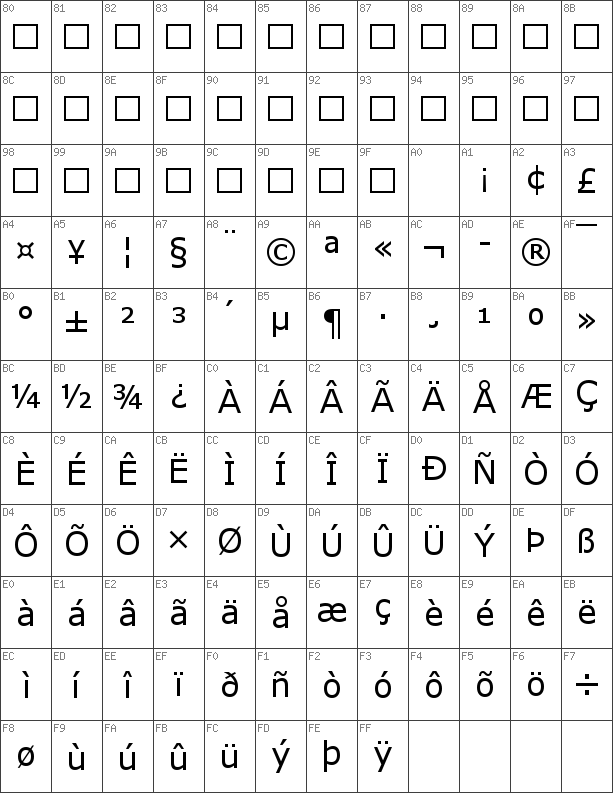 80 81 82 83 84 85 86 87 88 89 8A 8B
□ □ □ □ □ □ □ □ □ □ □ □
8C 8D 8E 8F 90 91 92 93 94 95 96 97
□ □ □ □ □ □ □ □ □ □ □ □
98 99 9A 9B 9C 9D 9E 9F A0 A1 A2 A3
□ □ □ □ □ □ □ □ ¡ ¢ £
A4 A5 A6 A7 A8 A9 AA AB AC AD AE AF
¤ ¥ ¦ § ¨ © ª « ¬ - ® ¯
B0 B1 B2 B3 B4 B5 B6 B7 B8 B9 BA BB
° ± ² ³ ´ µ ¶ · ¸ ¹ º »
BC BD BE BF C0 C1 C2 C3 C4 C5 C6 C7
¼ ½ ¾ ¿ À Á Â Ã Ä Å Æ Ç
C8 C9 CA CB CC CD CE CF D0 D1 D2 D3
È É Ê Ë Ì Í Î Ï Ð Ñ Ò Ó
D4 D5 D6 D7 D8 D9 DA DB DC DD DE DF
Ô Õ Ö × Ø Ù Ú Û Ü Ý Þ ß
E0 E1 E2 E3 E4 E5 E6 E7 E8 E9 EA EB
à á â ã ä å æ ç è é ê ë
EC ED EE EF F0 F1 F2 F3 F4 F5 F6 F7
ì í î ï ð ñ ò ó ô õ ö ÷
F8 F9 FA FB FC FD FE FF
ø ù ú û ü ý þ ÿ